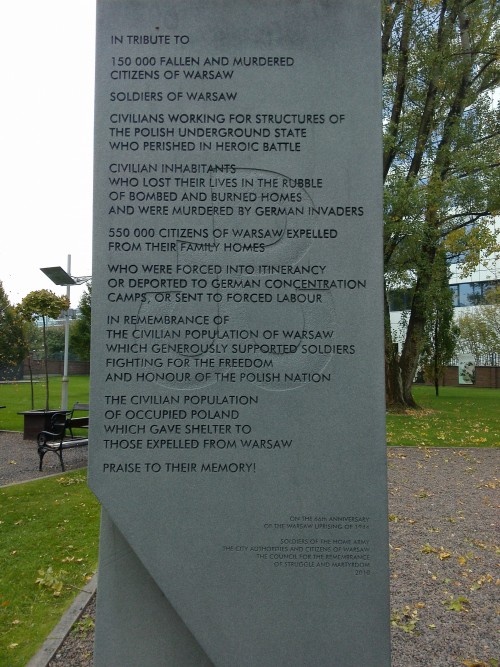 IN TRIBUTE TO
150 000 FALLEN AND MURDERED
CITIZENS OF WARSAW
SOLDIERS OF WARSAW
CIVILIANS WORKING FOR STRUCTURES OF
THE POLISH UNDERGROUND STATE
WHO PERISHED IN HEROIC BATTLE
CIVILIAN INHABITANTS
WHO LOST THEIR LIVES IN THE RUBBLE
OF BOMBED AND BURNED HOMES
AND WERE MURDERED BY GERMAN INVADERS
550 000 CITIZENS OF WARSAW EXPELLED
FROM THEIR FAMILY HOMES
WHO WERE FORCED INTO ITINERANCY
OR DEPORTED TO GERMAN CONCENTRATION
CAMPS, OR SENT TO FORCED LABOUR
IN REMEMBRANCE OF
THE CIVILIAN POPULATION OF WARSAW
WHICH GENEROUSLY SUPPORTED SOLDIERS
FIGHTING FOR THE FREEDOM
AND HONOUR OF THE POLISH NATION
THE CIVILIAN POPULATION
OF OCCUPIED POLAND
WHICH GAVE SHELTER TO
THOSE EXPELLED FROM WARSAW
PRAISE TO THEIR MEMORY!
ON THE 66th ANNIVERSARY
OF THE WARSAW UPRISING OF 1944
SOLDIERS OF THE HOME ARMY
THE CITY AUTHORITIES AND CITIZENS OF WARSAW
THE COUNCIL FOR THE REMEMBRANCE
OF STRUGGLE AND MARTYRDOM
2010